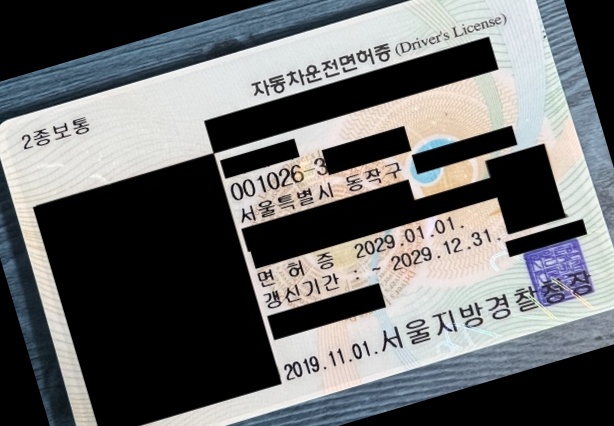 자동차운전면허증 (Driver's License)
2종보통
001026-3
서울특별시 동작구
면 허 증 2029.01.01.
갱신기간 : ~ 2029.12.31.
2019.11.01. 서울지방경찰청장